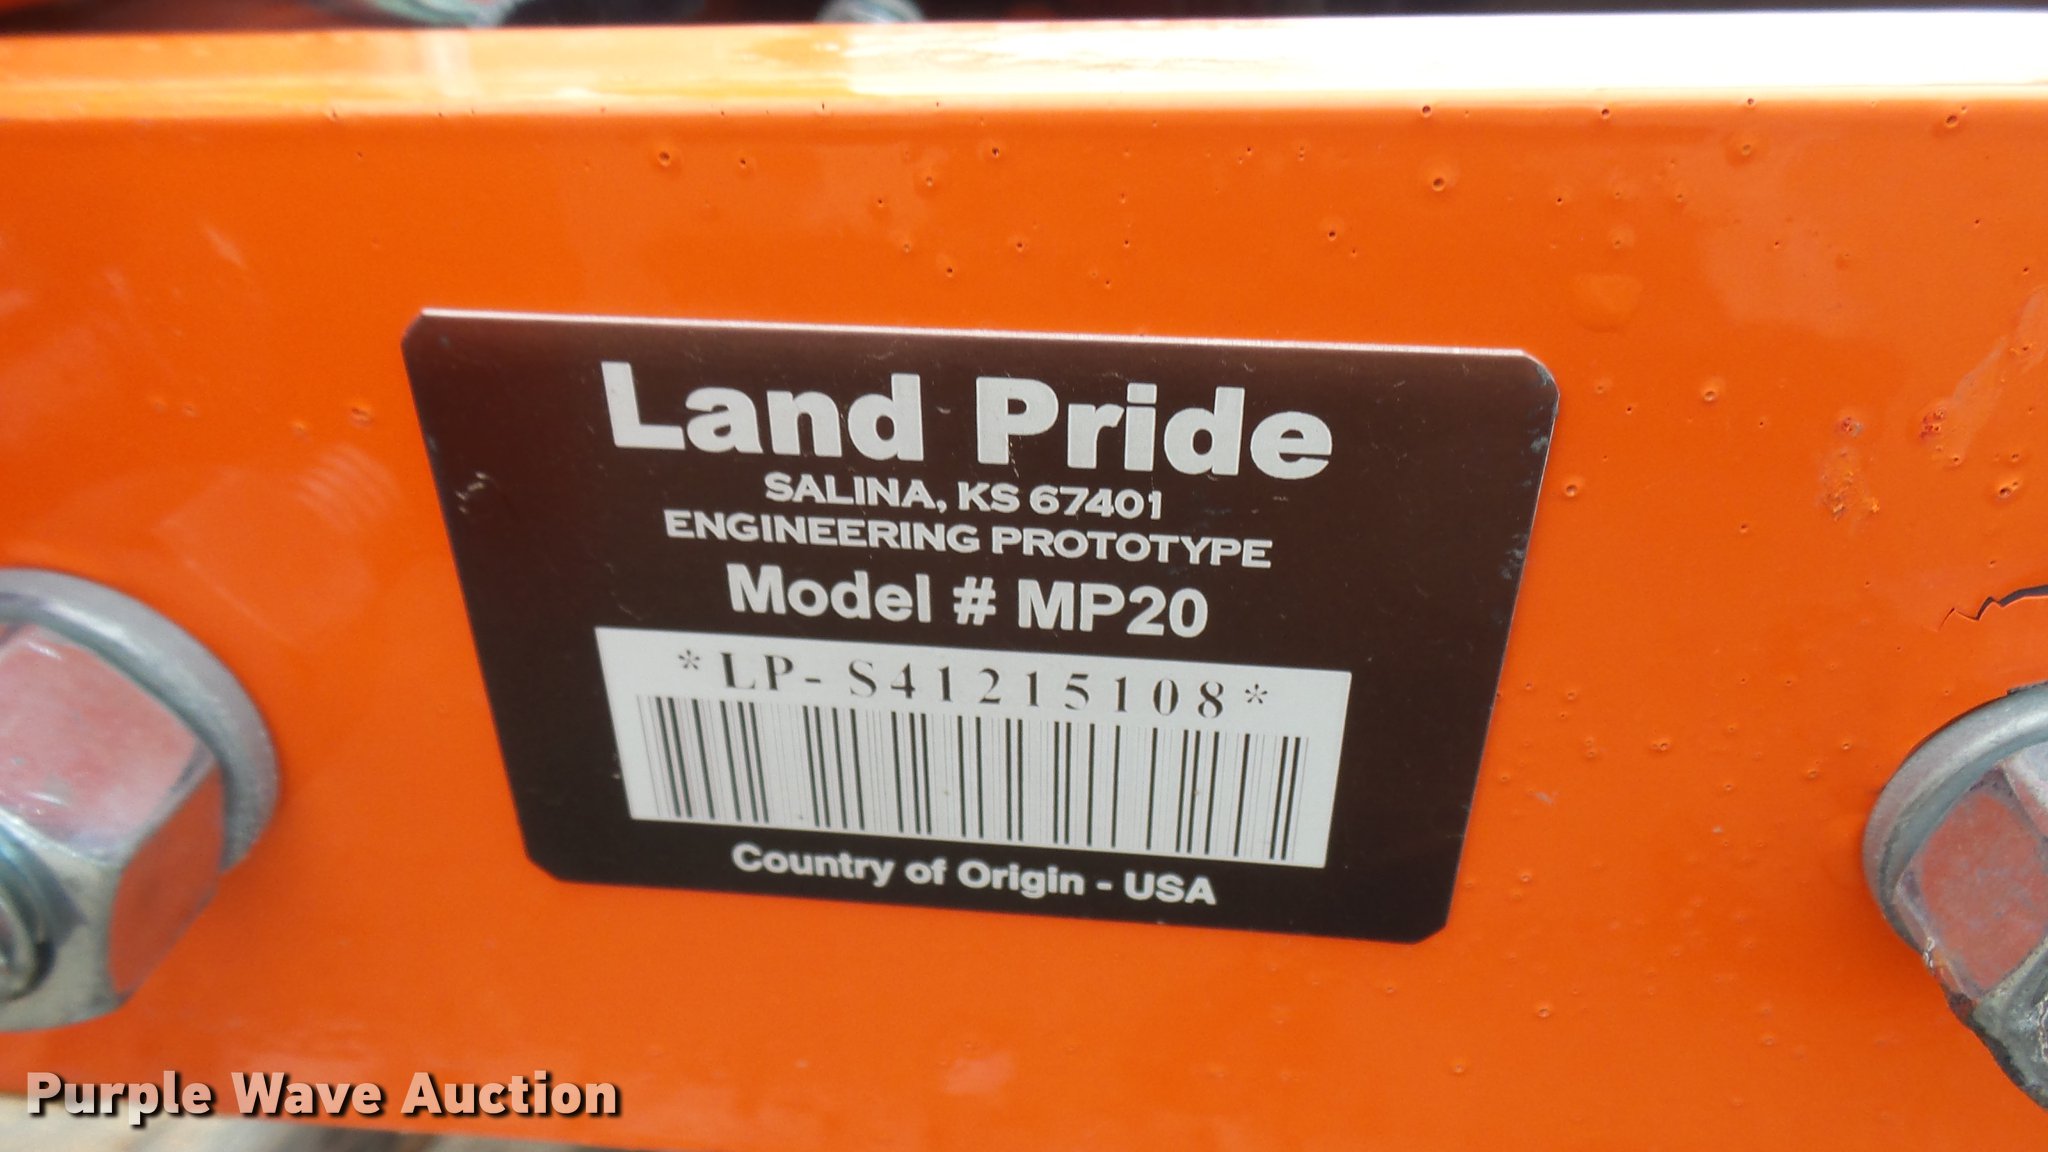 Land Pride
SALINA, KS 67401
ENGINEERING PROTOTYPE
Model # MP20
*LP-S41215108*
Country of Origin - USA
Purple Wave Auction